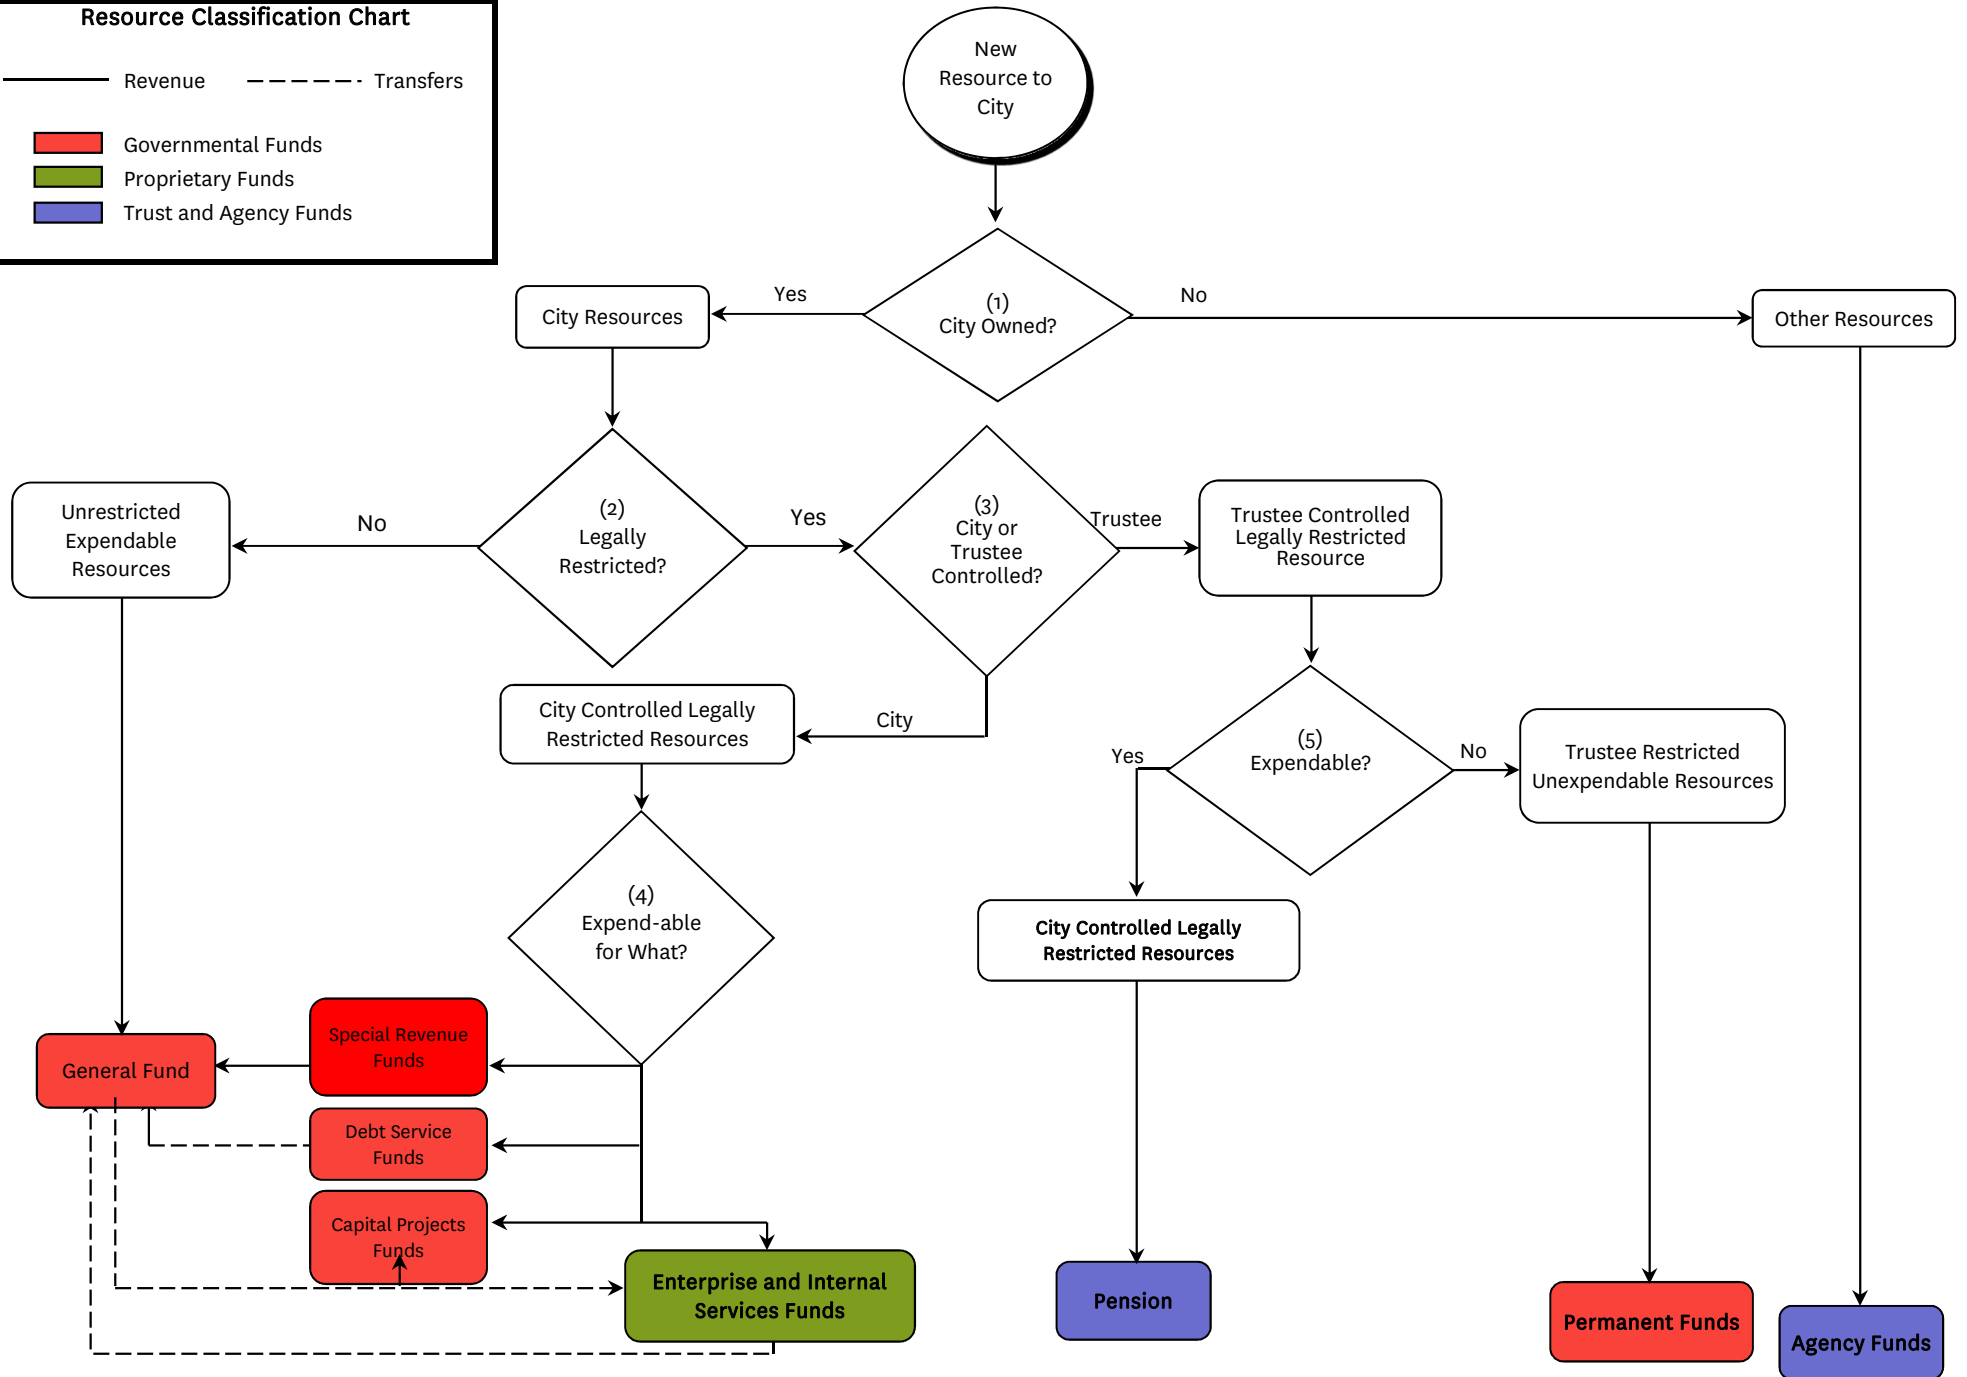 Resource Classification Chart
Revenue
Transfers
Governmental Funds
Proprietary Funds
Trust and Agency Funds
New
Resource to
City
(1)
City Owned?
Yes
No
City Resources
Other Resources
(2)
Legally
Restricted?
No
Yes
Unrestricted
Expendable
Resources
(3)
City or
Trustee
Controlled?
Trustee
City
Trustee Controlled
Legally Restricted
Resource
City Controlled Legally
Restricted Resources
(5)
Expendable?
Yes
No
Trustee Restricted
Unexpendable Resources
(4)
Expend-able
for What?
City Controlled Legally
Restricted Resources
General Fund
Special Revenue
Funds
Debt Service
Funds
Capital Projects
Funds
Enterprise and Internal
Services Funds
Pension
Permanent Funds
Agency Funds